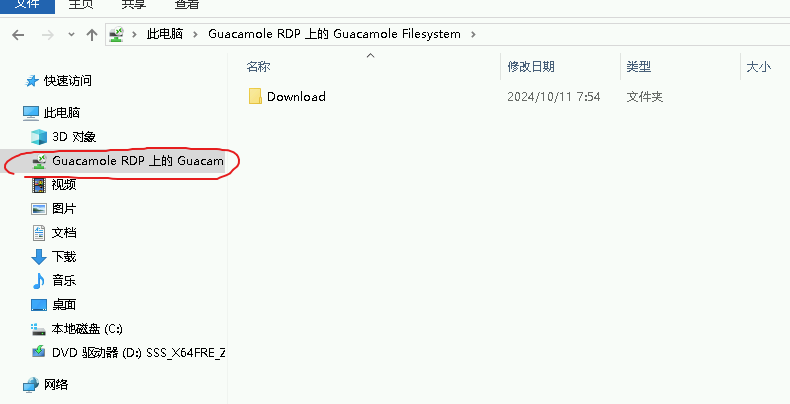 文件 主页 共享 查看
此电脑 Guacamole RDP 上的 Guacamole Filesystem
名称 修改日期 类型 大小
快速访问
Download 2024/10/11 7:54 文件夹
此电脑
3D 对象
Guacamole RDP 上的 Guacam
视频
图片
文档
下载
音乐
桌面
本地磁盘 (C:)
DVD 驱动器 (D:) SSS_X64FRE_Z
网络